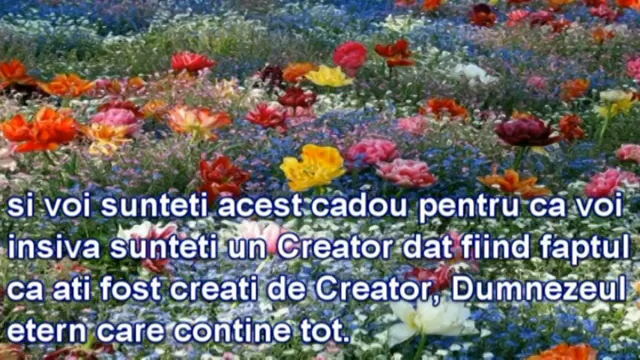 si voi sunteti acest cadou pentru ca voi
insiva sunteti un Creator dat fiind faptul
ca ati fost creati de Creator, Dumnezeul
etern care contine tot.